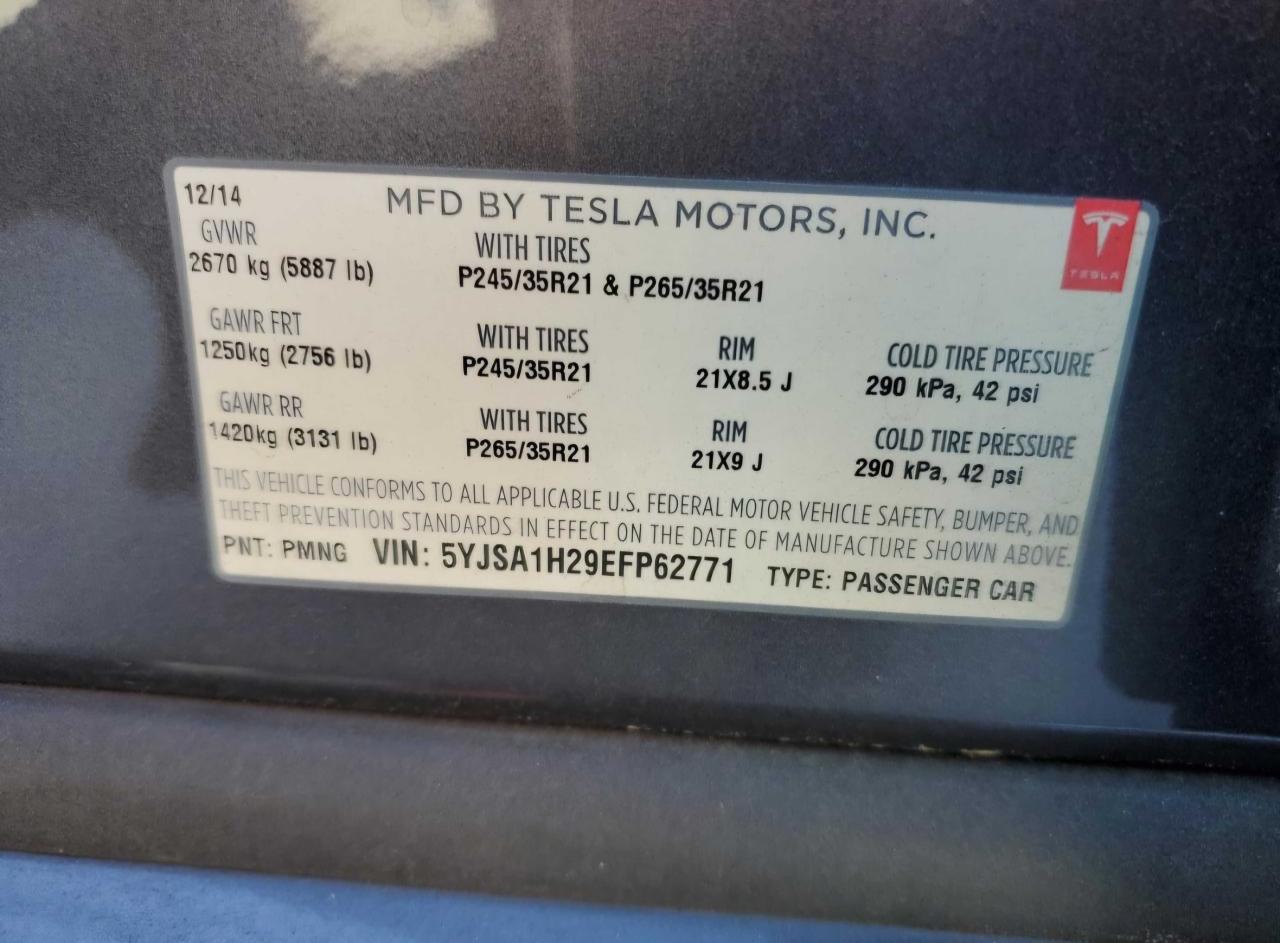 12/14 MFD BY TESLA MOTORS, INC.
TESLA
GVWR WITH TIRES
2670 kg (5887 lb) P245/35R21 & P265/35R21
GAWR FRT WITH TIRES RIM COLD TIRE PRESSURE
1250kg (2756 lb) P245/35R21 21X8.5 J 290 kPa, 42 psi
GAWR RR WITH TIRES RIM COLD TIRE PRESSURE
1420kg (3131 lb) P265/35R21 21X9 J 290 kPa, 42 psi
THIS VEHICLE CONFORMS TO ALL APPLICABLE U.S. FEDERAL MOTOR VEHICLE SAFETY, BUMPER, AND
THEFT PREVENTION STANDARDS IN EFFECT ON THE DATE OF MANUFACTURE SHOWN ABOVE.
PNT: PMNG VIN: 5YJSA1H29EFP62771 TYPE: PASSENGER CAR